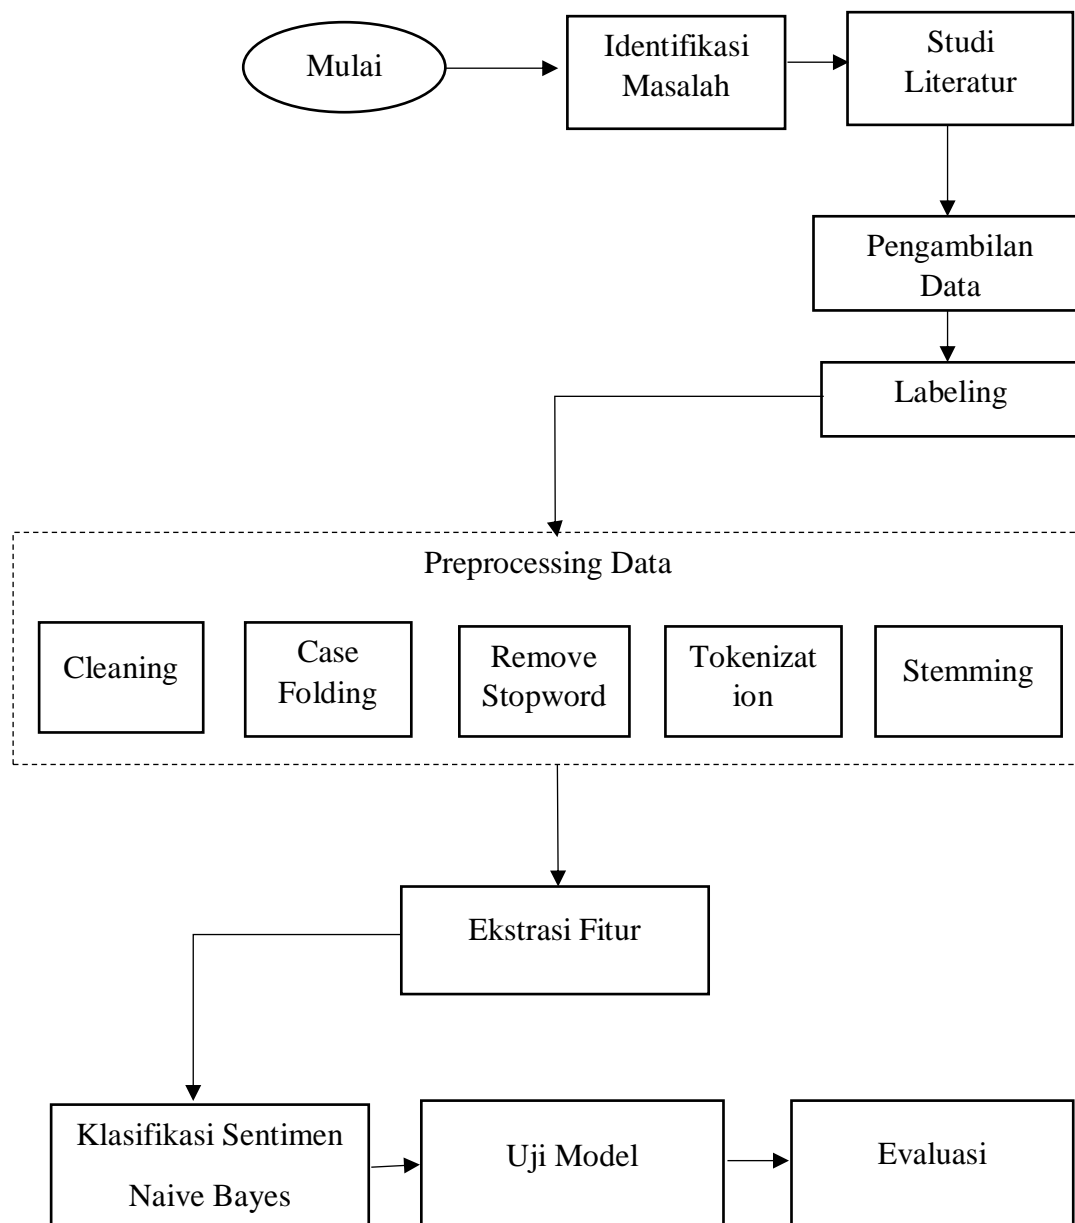 Mulai
Identifikasi
Masalah
Studi
Literatur
Pengambilan
Data
Labeling
Preprocessing Data
Cleaning
Case
Folding
Remove
Stopword
Tokenizat
ion
Stemming
Ekstrasi Fitur
Klasifikasi Sentimen
Naive Bayes
Uji Model
Evaluasi